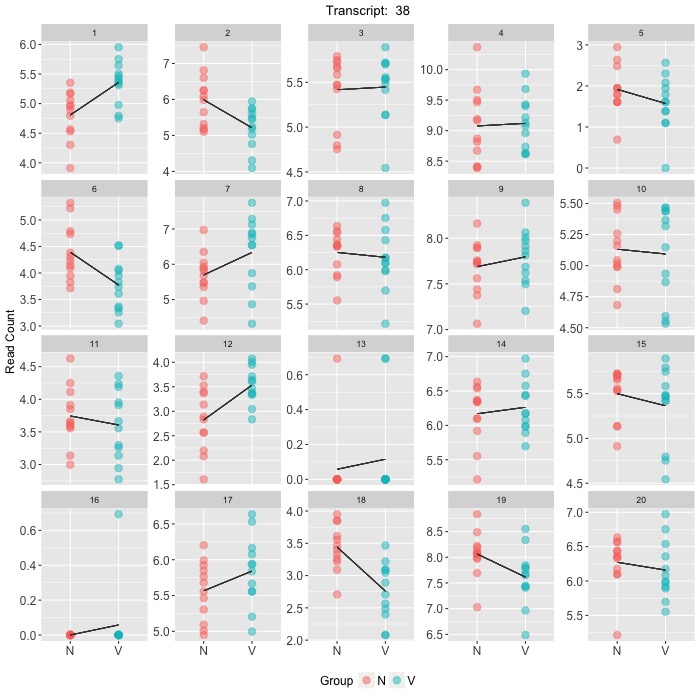 Transcript: 38
1 2 3 4 5
6.0 5.5 5.0 4.5 4.0
7 6 5 4
5.5 5.0 4.5
10.0 9.5 9.0 8.5
3 2 1 0
6 7 8 9 10
5.0 4.5 4.0 3.5 3.0
7 6 5
7.0 6.5 6.0 5.5
8.0 7.5 7.0
5.50 5.25 5.00 4.75 4.50
Read Count
11 12 13 14 15
4.5 4.0 3.5 3.0
4.0 3.5 3.0 2.5 2.0 1.5
0.6 0.4 0.2 0.0
7.0 6.5 6.0 5.5
5.5 5.0 4.5
16 17 18 19 20
0.6 0.4 0.2 0.0
6.5 6.0 5.5 5.0
4.0 3.5 3.0 2.5 2.0
8.5 8.0 7.5 7.0 6.5
7.0 6.5 6.0 5.5
N V N V N V N V N V
Group N V